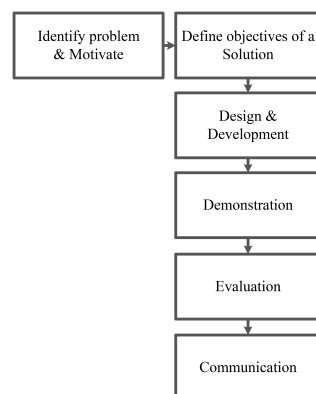 Identify problem
& Motivate
Define objectives of a
Solution
Design &
Development
Demonstration
Evaluation
Communication